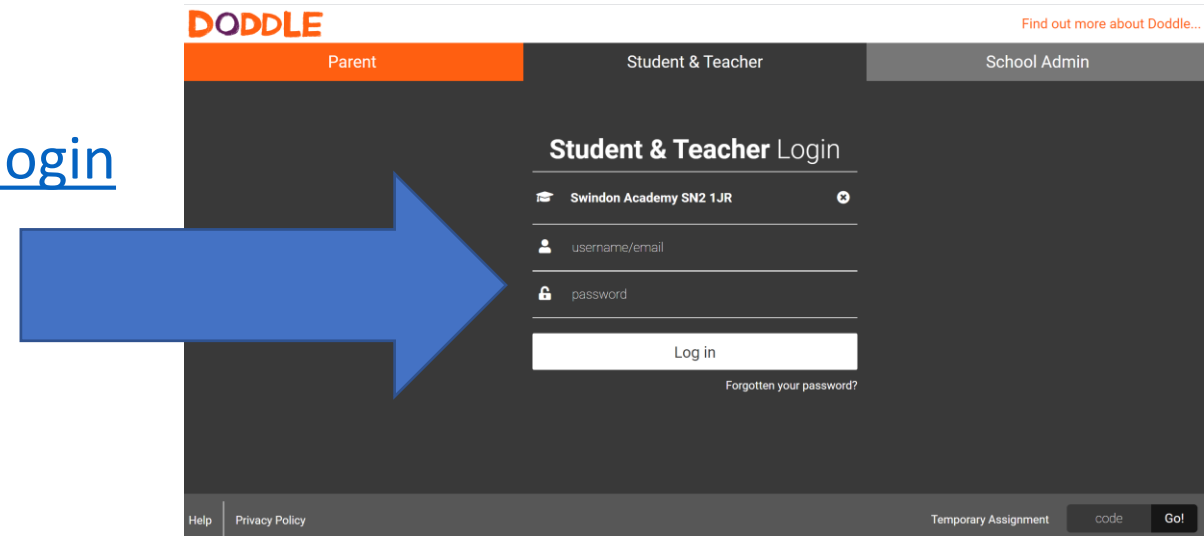 DODDLE
Find out more about Doddle...
Parent
Student & Teacher
School Admin
ogin
Student & Teacher Login
Swindon Academy SN2 1JR
username/email
password
Log in
Forgotten your password?
Help
Privacy Policy
Temporary Assignment
code
Go!